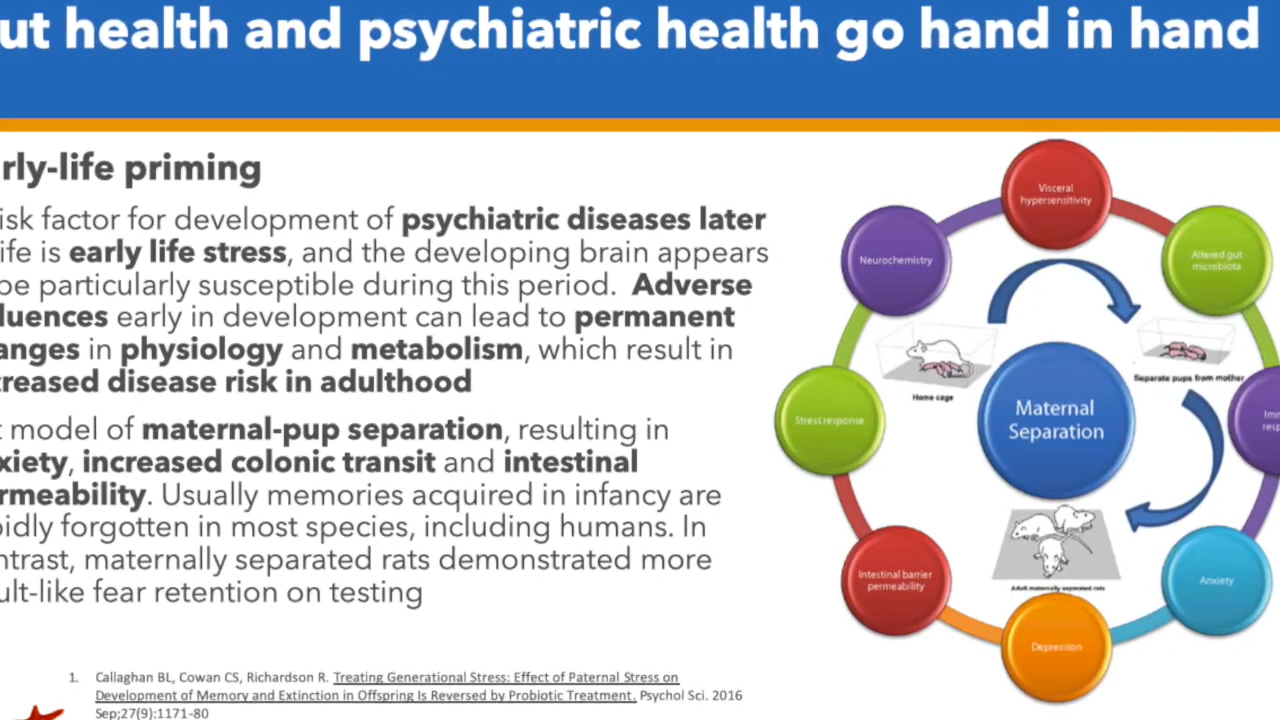 ut health and psychiatric health go hand in hand
rly-life priming
isk factor for development of psychiatric diseases later
ife is early life stress, and the developing brain appears
be particularly susceptible during this period. Adverse
luences early in development can lead to permanent
anges in physiology and metabolism, which result in
creased disease risk in adulthood
t model of maternal-pup separation, resulting in
xiety, increased colonic transit and intestinal
rmeability. Usually memories acquired in infancy are
pidly forgotten in most species, including humans. In
ntrast, maternally separated rats demonstrated more
ult-like fear retention on testing
1. Callaghan BL, Cowan CS, Richardson R. Treating Generational Stress: Effect of Paternal Stress on
Development of Memory and Extinction in Offspring Is Reversed by Probiotic Treatment. Psychol Sci. 2016
Sep;27(9):1171-80
Visceral
hypersensitivity
Altered gut
microbiota
Imm
resp
Anxiety
Depression
Intestinal barrier
permeability
Stress response
Neurochemistry
Home cage
Separate pups from mother
Maternal
Separation
Adult maternally separated rats